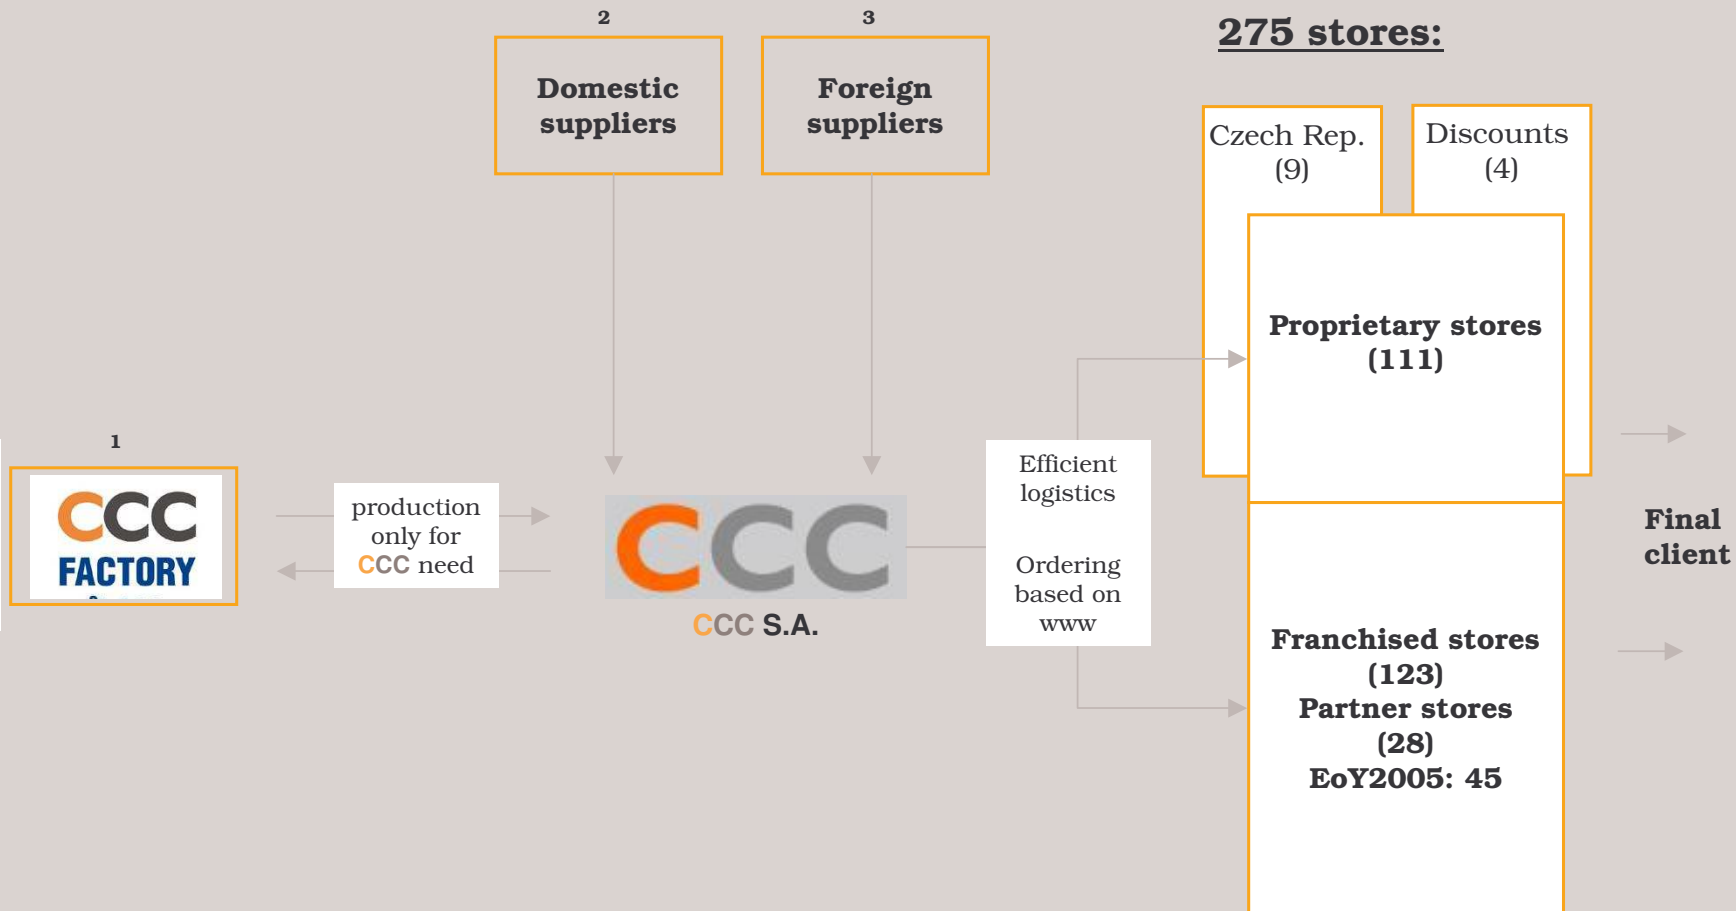 2
3
275 stores:
Domestic
suppliers
Foreign
suppliers
Czech Rep.
(9)
Discounts
(4)
Proprietary stores
(111)
1
CCC
FACTORY
production
only for
CCC need
CCC
CCC S.A.
Efficient
logistics
Ordering
based on
www
Final
client
Franchised stores
(123)
Partner stores
(28)
EoY2005: 45